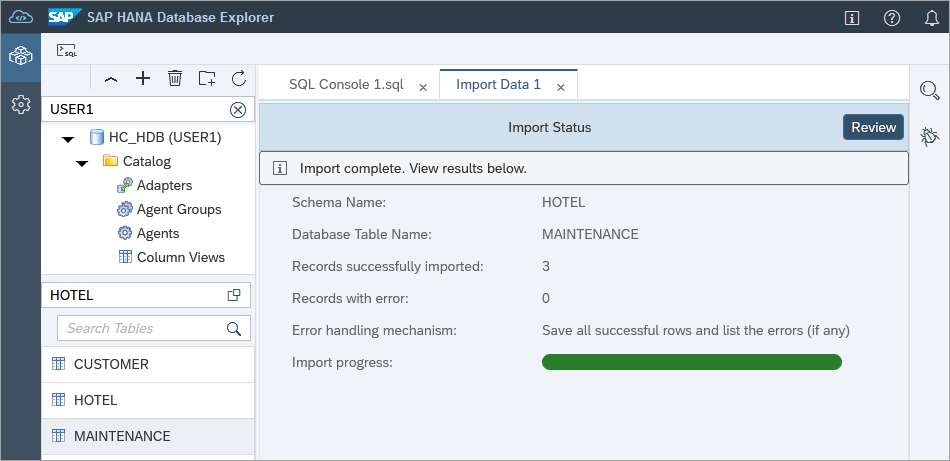 SAP SAP HANA Database Explorer
SQL
USER1
HC_HDB (USER1)
Catalog
Adapters
Agent Groups
Agents
Column Views
HOTEL
Search Tables
CUSTOMER
HOTEL
MAINTENANCE
SQL Console 1.sql
Import Data 1
Import Status
Review
Import complete. View results below.
Schema Name: HOTEL
Database Table Name: MAINTENANCE
Records successfully imported: 3
Records with error: 0
Error handling mechanism: Save all successful rows and list the errors (if any)
Import progress: